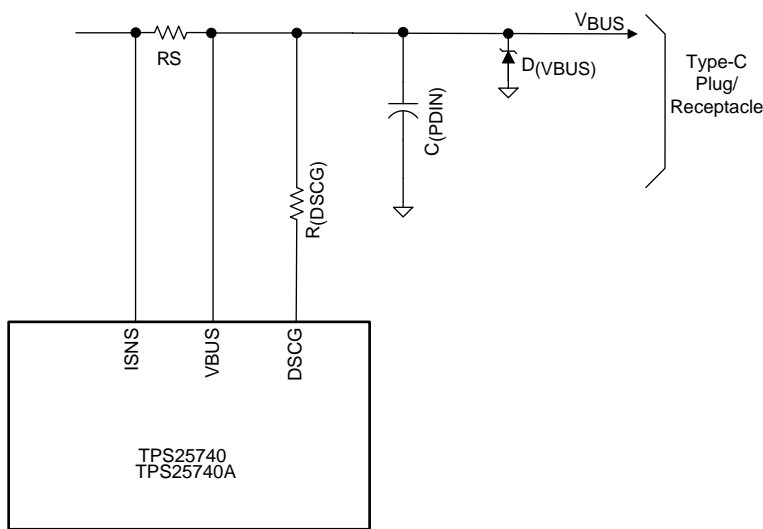 VBUS
RS
D(VBUS)
Type-C
Plug/
Receptacle
C(PDIN)
R(DSCG)
ISNS
VBUS
DSCG
TPS25740
TPS25740A